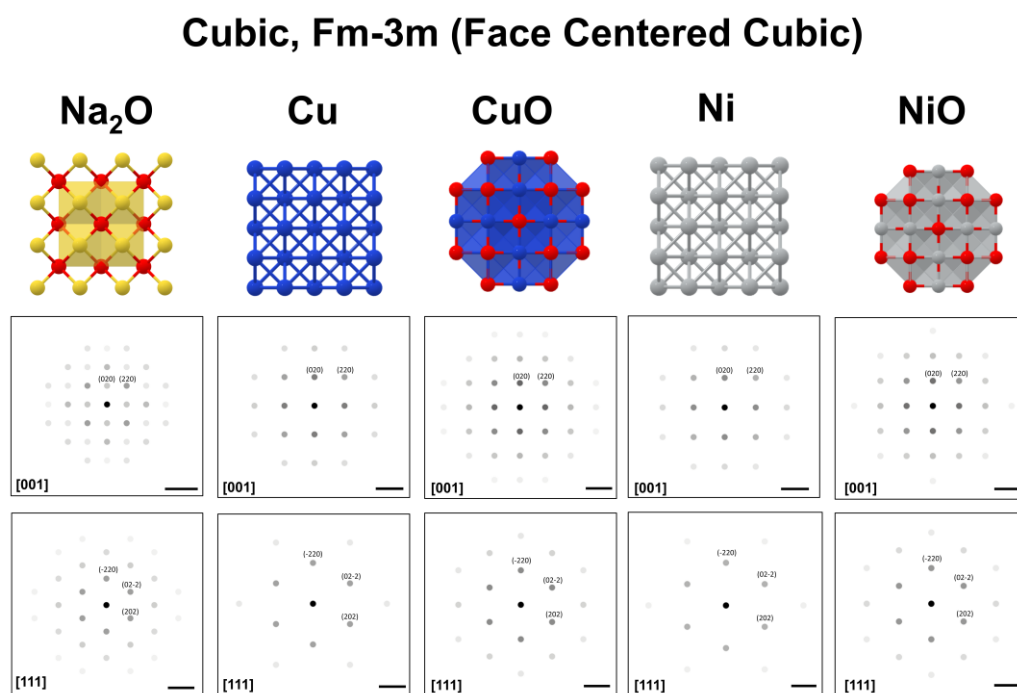 Cubic, Fm-3m (Face Centered Cubic)
Na₂O Cu CuO Ni NiO
(020) (220) (020) (220) (020) (220) (020) (220) (020) (220)
[001] [001] [001] [001] [001]
(-220) (-220) (-220) (-220) (-220)
(02-2) (02-2) (02-2) (02-2) (02-2)
(202) (202) (202) (202) (202)
[111] [111] [111] [111] [111]